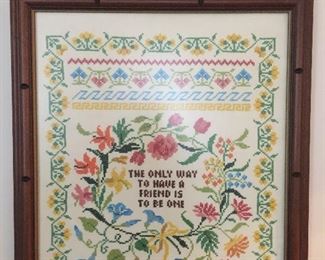 THE ONLY WAY
TO HAVE A
FRIEND IS
TO BE ONE